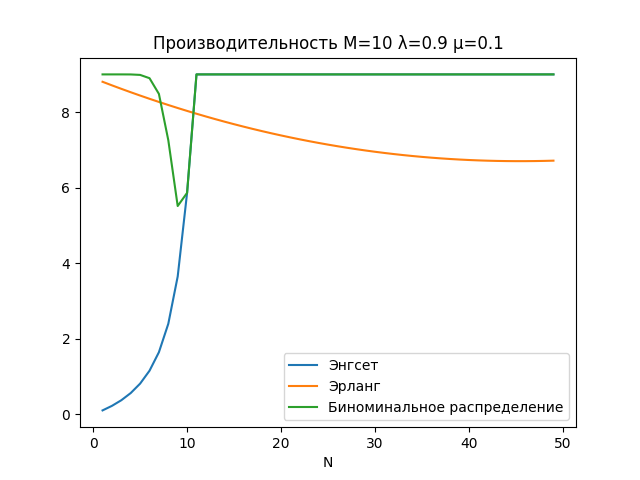 Производительность M=10 λ=0.9 μ=0.1
8
6
4
2
0
Энгсет
Эрланг
Биноминальное распределение
0 10 20 30 40 50
N